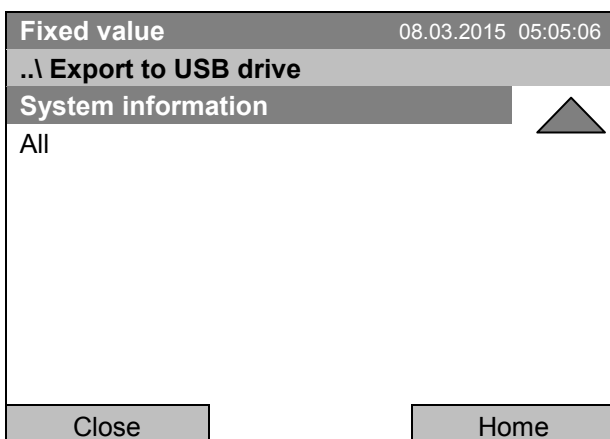 Fixed value 08.03.2015 05:05:06
..\ Export to USB drive
System information
All
Close Home